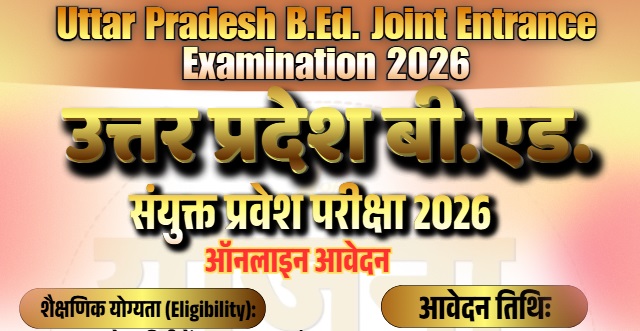 Uttar Pradesh B.Ed. Joint Entrance
Examination 2026
उत्तर प्रदेश बी.एड.
संयुक्त प्रवेश परीक्षा 2026
ऑनलाइन आवेदन
शैक्षणिक योग्यता (Eligibility):
आवेदन तिथिः